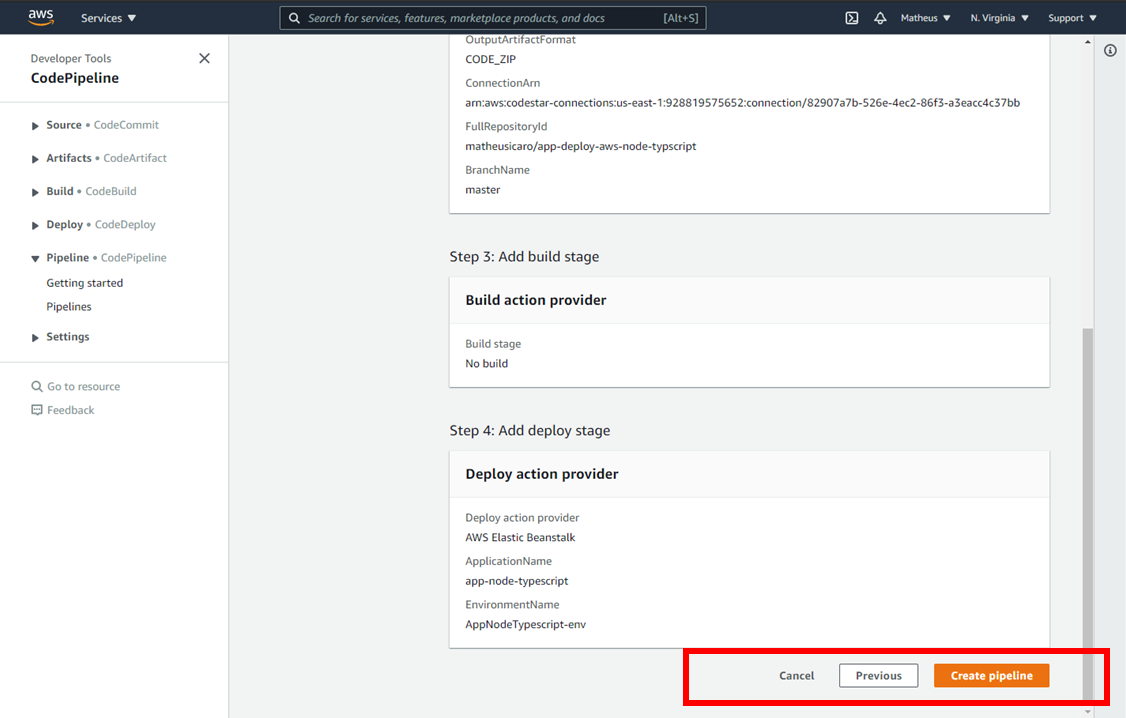 aws
Services
Search for services, features, marketplace products, and docs
[Alt+S]
Matheus
N. Virginia
Support
Developer Tools
CodePipeline
Source • CodeCommit
Artifacts • CodeArtifact
Build • CodeBuild
Deploy • CodeDeploy
Pipeline • CodePipeline
Getting started
Pipelines
Settings
Go to resource
Feedback
OutputArtifactFormat
CODE_ZIP
ConnectionArn
arn:aws:codestar-connections:us-east-1:928819575652:connection/82907a7b-526e-4ec2-86f3-a3eacc4c37bb
FullRepositoryId
matheusicaro/app-deploy-aws-node-typscript
BranchName
master
Step 3: Add build stage
Build action provider
Build stage
No build
Step 4: Add deploy stage
Deploy action provider
Deploy action provider
AWS Elastic Beanstalk
ApplicationName
app-node-typescript
EnvironmentName
AppNodeTypescript-env
Cancel
Previous
Create pipeline